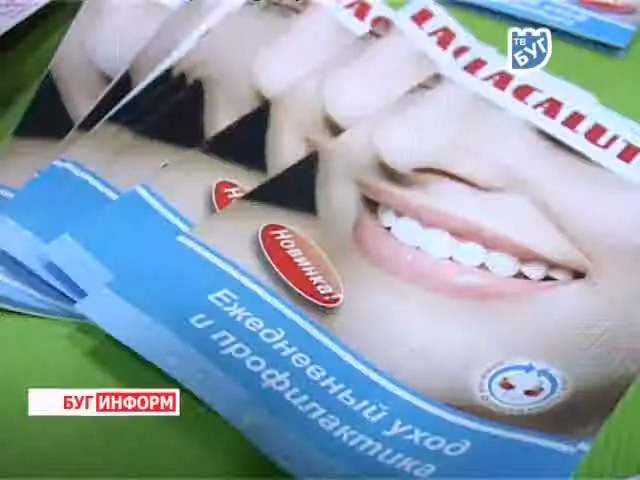 ТВ
БУГ
LACALUT
Новинка!
Ежедневный уход
и профилактика
БУГ ИНФОРМ